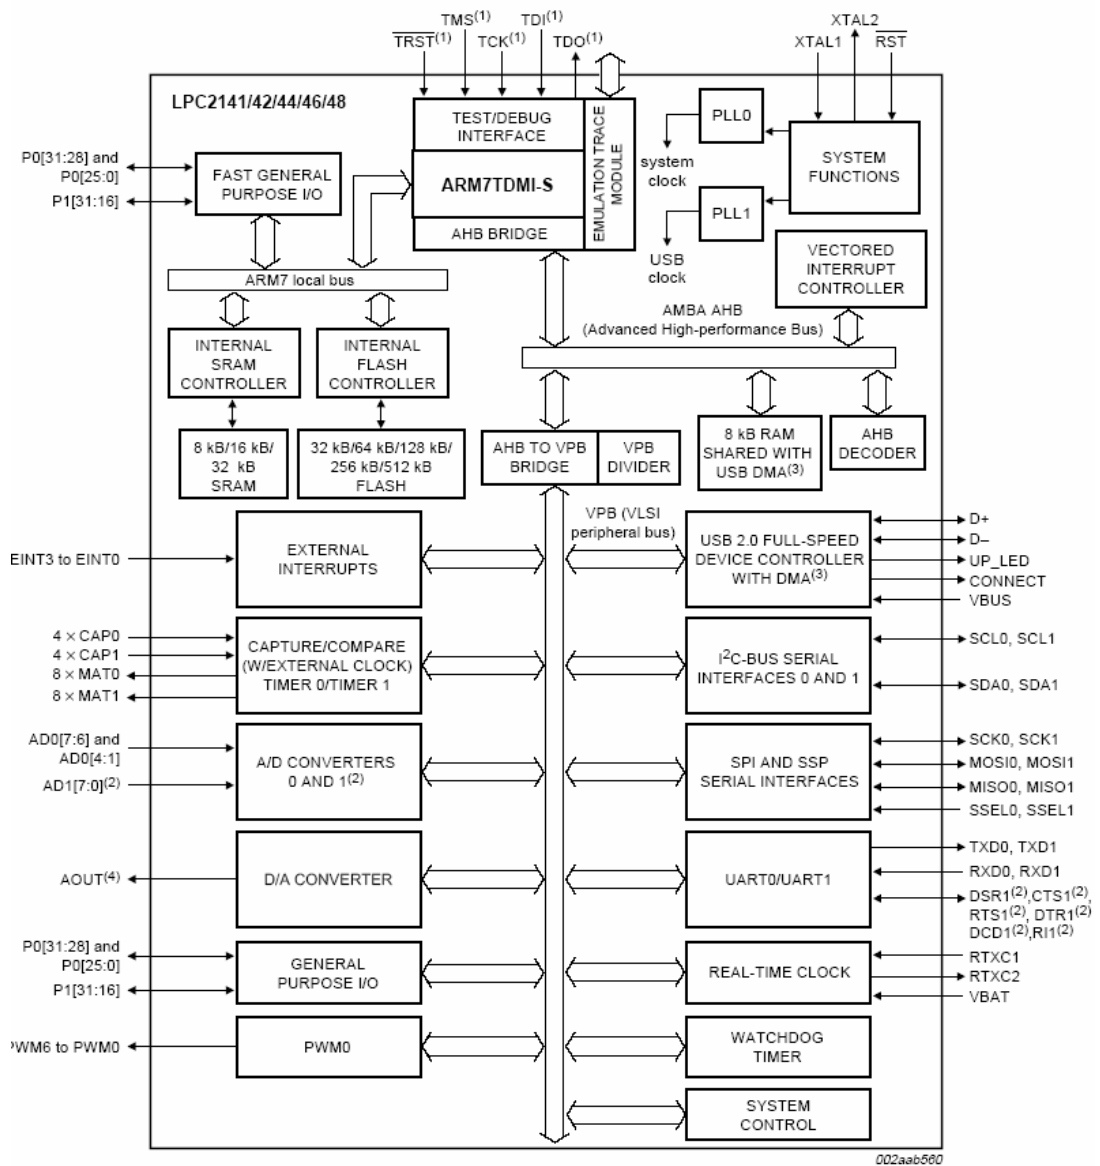 TMS(1)
TDI(1)
XTAL2
TRST(1)
TCK(1)
TDO(1)
XTAL1
RST
LPC2141/42/44/46/48
TEST/DEBUG
INTERFACE
EMULATION TRACE
MODULE
PLL0
system
clock
SYSTEM
FUNCTIONS
P0[31:28] and
P0[25:0]
P1[31:16]
FAST GENERAL
PURPOSE I/O
ARM7TDMI-S
AHB BRIDGE
PLL1
USB
clock
VECTORED
INTERRUPT
CONTROLLER
ARM7 local bus
AMBA AHB
(Advanced High-performance Bus)
INTERNAL
SRAM
CONTROLLER
INTERNAL
FLASH
CONTROLLER
8 kB/16 kB/
32 kB
SRAM
32 kB/64 kB/128 kB/
256 kB/512 kB
FLASH
AHB TO VPB
BRIDGE
VPB
DIVIDER
8 kB RAM
SHARED WITH
USB DMA(3)
AHB
DECODER
VPB (VLSI
peripheral bus)
EINT3 to EINT0
EXTERNAL
INTERRUPTS
USB 2.0 FULL-SPEED
DEVICE CONTROLLER
WITH DMA(3)
D+
D–
UP_LED
CONNECT
VBUS
4 × CAP0
4 × CAP1
8 × MAT0
8 × MAT1
CAPTURE/COMPARE
(W/EXTERNAL CLOCK)
TIMER 0/TIMER 1
I2C-BUS SERIAL
INTERFACES 0 AND 1
SCL0, SCL1
SDA0, SDA1
AD0[7:6] and
AD0[4:1]
AD1[7:0](2)
A/D CONVERTERS
0 AND 1(2)
SPI AND SSP
SERIAL INTERFACES
SCK0, SCK1
MOSI0, MOSI1
MISO0, MISO1
SSEL0, SSEL1
AOUT(4)
D/A CONVERTER
UART0/UART1
TXD0, TXD1
RXD0, RXD1
DSR1(2),CTS1(2),
RTS1(2), DTR1(2)
DCD1(2),RI1(2)
P0[31:28] and
P0[25:0]
P1[31:16]
GENERAL
PURPOSE I/O
REAL-TIME CLOCK
RTXC1
RTXC2
VBAT
PWM6 to PWM0
PWM0
WATCHDOG
TIMER
SYSTEM
CONTROL
002aab560